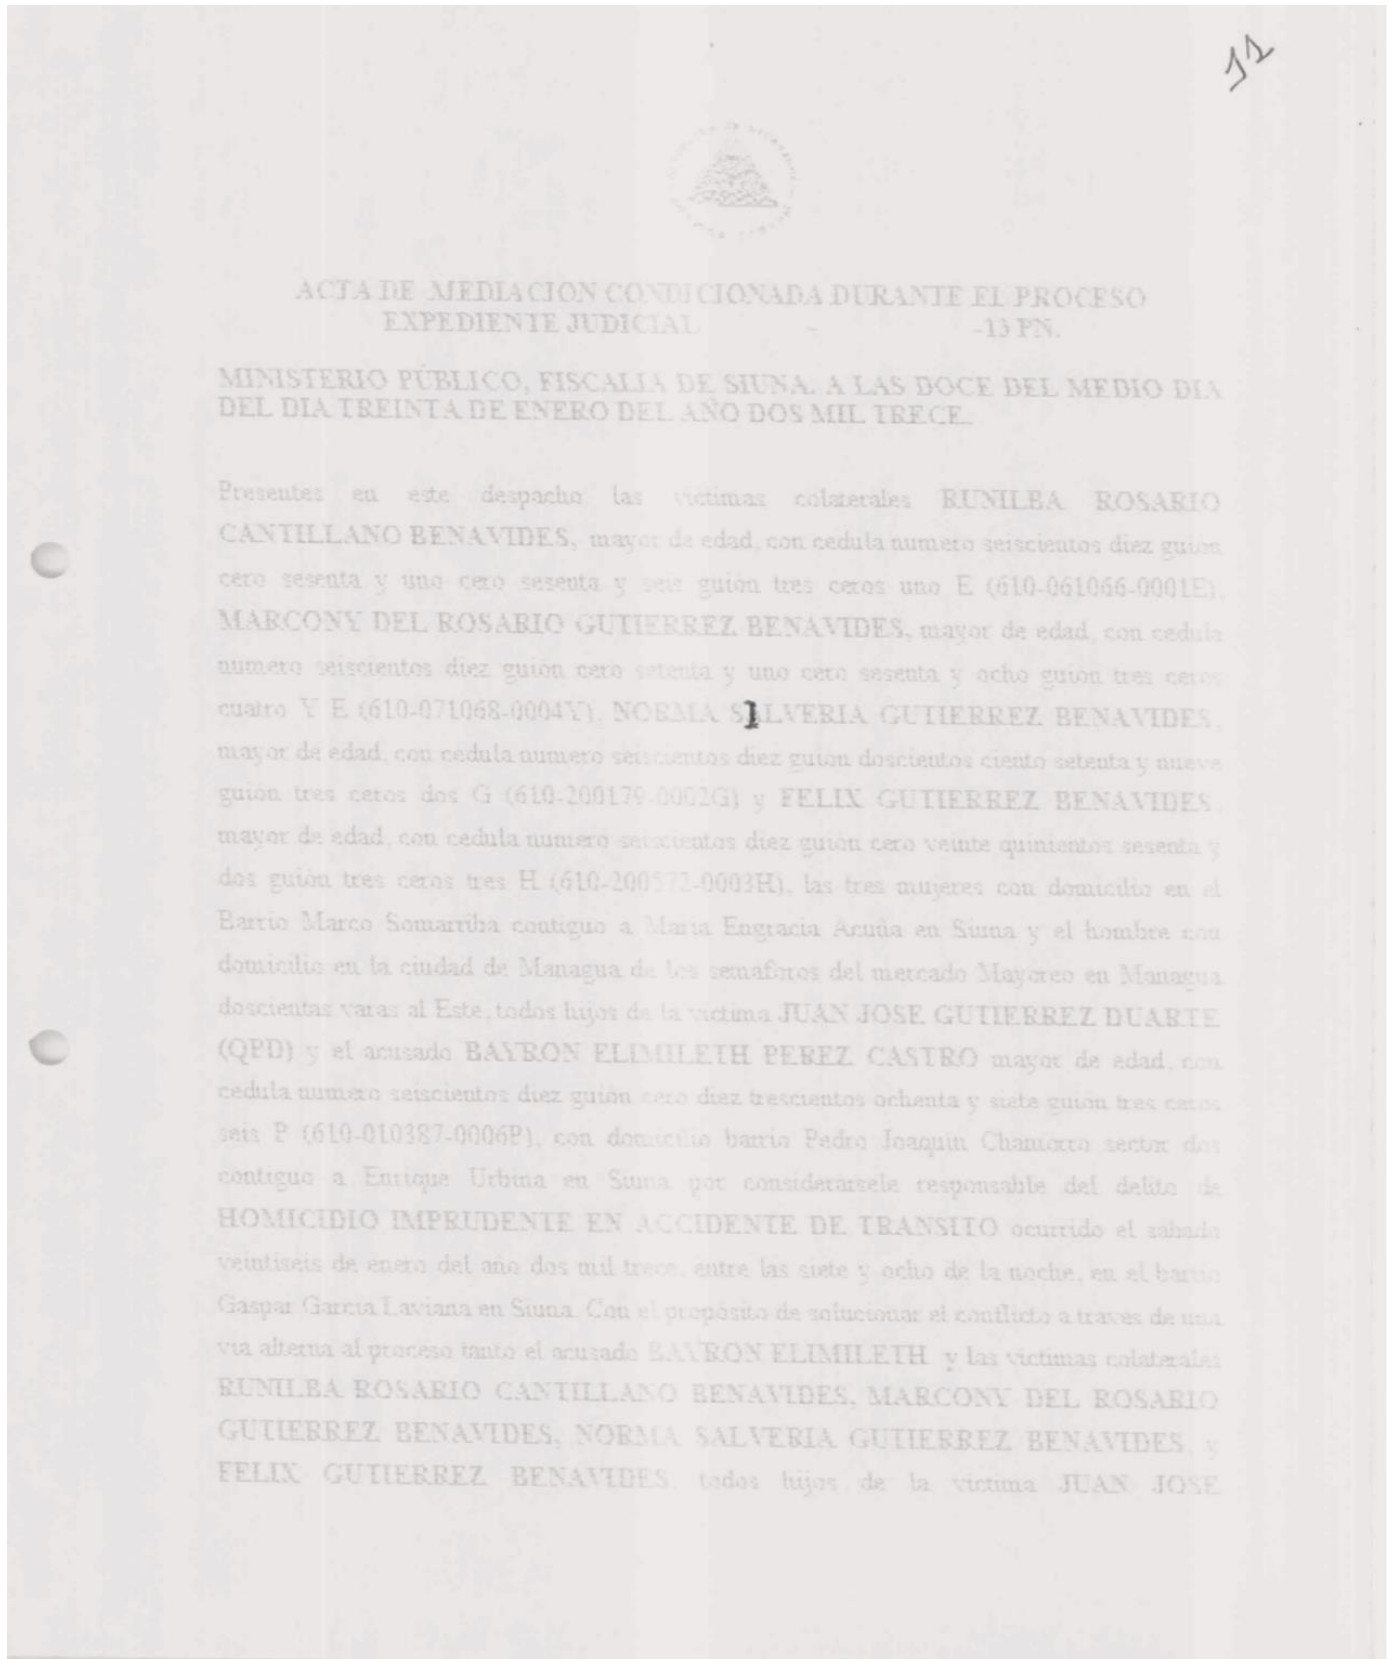 11
ACTA DE MEDIACION CONDICIONADA DURANTE EL PROCESO
EXPEDIENTE JUDICIAL - -13 PN.
MINISTERIO PÚBLICO, FISCALIA DE SIUNA. A LAS DOCE DEL MEDIO DIA
DEL DIA TREINTA DE ENERO DEL AÑO DOS MIL TRECE.
Presentes en este despacho las victimas colaterales RUNILBA ROSARIO
CANTILLANO BENAVIDES, mayor de edad, con cedula numero seiscientos diez guion
cero sesenta y uno cero sesenta y seis guión tres ceros uno E (610-061066-0001E),
MARCONY DEL ROSARIO GUTIERREZ BENAVIDES, mayor de edad, con cedula
numero seiscientos diez guión cero setenta y uno cero sesenta y ocho guión tres ceros
cuatro Y E (610-071068-0004Y), NORMA SALVERIA GUTIERREZ BENAVIDES,
mayor de edad, con cedula numero seiscientos diez guion doscientos ciento setenta y nueve
guión tres ceros dos G (610-200179-0002G) y FELIX GUTIERREZ BENAVIDES,
mayor de edad, con cedula numero seiscientos diez guion cero veinte quinientos sesenta y
dos guión tres ceros tres H (610-200572-0003H), las tres mujeres con domicilio en el
Barrio Marco Somarriba contiguo a Maria Engracia Acuña en Siuna y el hombre con
domicilio en la ciudad de Managua de los semaforos del mercado Mayoreo en Managua
doscientas varas al Este, todos hijos de la victima JUAN JOSE GUTIERREZ DUARTE
(QPD) y el acusado BAYRON ELIMILETH PEREZ CASTRO mayor de edad, con
cedula numero seiscientos diez guión cero diez trescientos ochenta y siete guión tres ceros
seis P (610-010387-0006P), con domicilio barrio Pedro Joaquin Chamorro sector dos
contiguo a Enrique Urbina en Siuna por considerarsele responsable del delito de
HOMICIDIO IMPRUDENTE EN ACCIDENTE DE TRANSITO ocurrido el sábado
veintiseis de enero del año dos mil trece, entre las siete y ocho de la noche, en el barrio
Gaspar Garcia Laviana en Siuna. Con el propósito de solucionar el conflicto a traves de una
via alterna al proceso tanto el acusado BAYRON ELIMILETH y las victimas colaterales
RUNILBA ROSARIO CANTILLANO BENAVIDES, MARCONY DEL ROSARIO
GUTIERREZ BENAVIDES, NORMA SALVERIA GUTIERREZ BENAVIDES, y
FELIX GUTIERREZ BENAVIDES, todos hijos de la victima JUAN JOSE